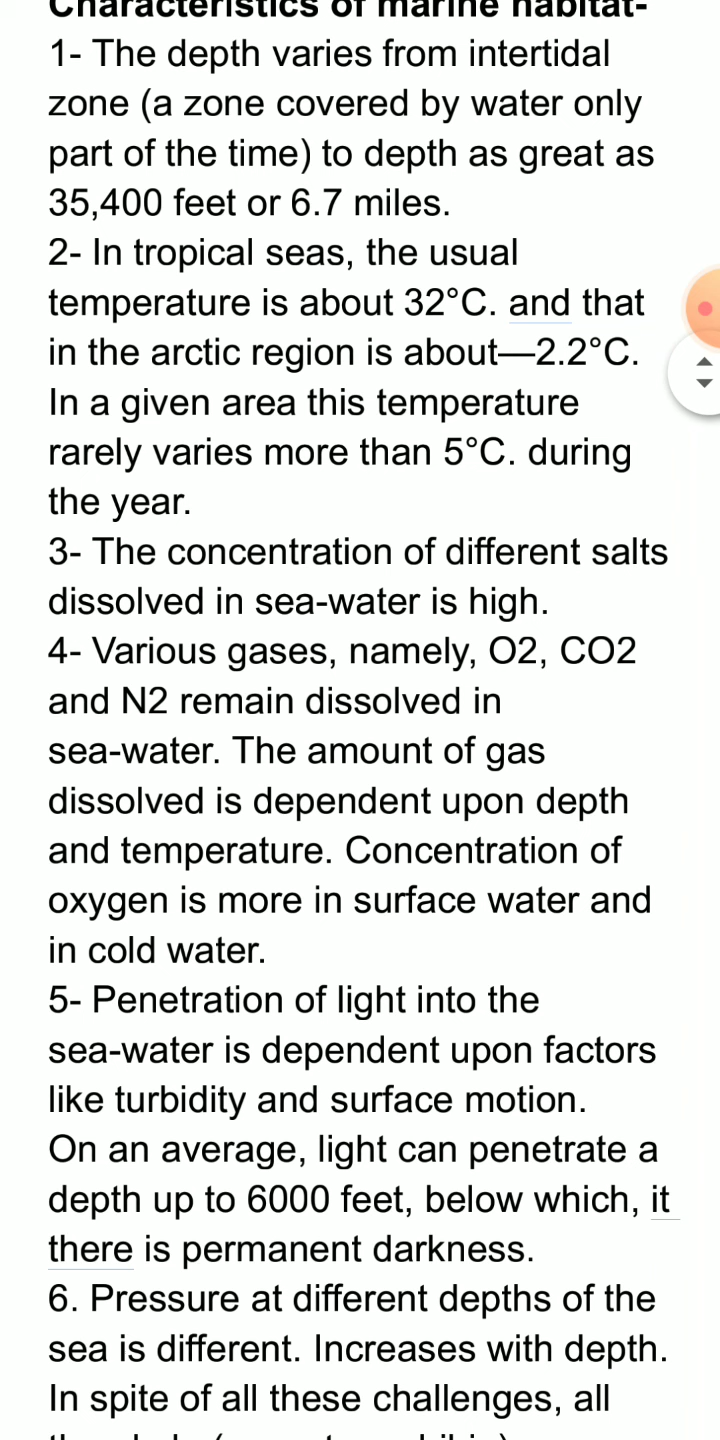 Characteristics of marine habitat-
1- The depth varies from intertidal
zone (a zone covered by water only
part of the time) to depth as great as
35,400 feet or 6.7 miles.
2- In tropical seas, the usual
temperature is about 32°C. and that
in the arctic region is about—2.2°C.
In a given area this temperature
rarely varies more than 5°C. during
the year.
3- The concentration of different salts
dissolved in sea-water is high.
4- Various gases, namely, O2, CO2
and N2 remain dissolved in
sea-water. The amount of gas
dissolved is dependent upon depth
and temperature. Concentration of
oxygen is more in surface water and
in cold water.
5- Penetration of light into the
sea-water is dependent upon factors
like turbidity and surface motion.
On an average, light can penetrate a
depth up to 6000 feet, below which, it
there is permanent darkness.
6. Pressure at different depths of the
sea is different. Increases with depth.
In spite of all these challenges, all